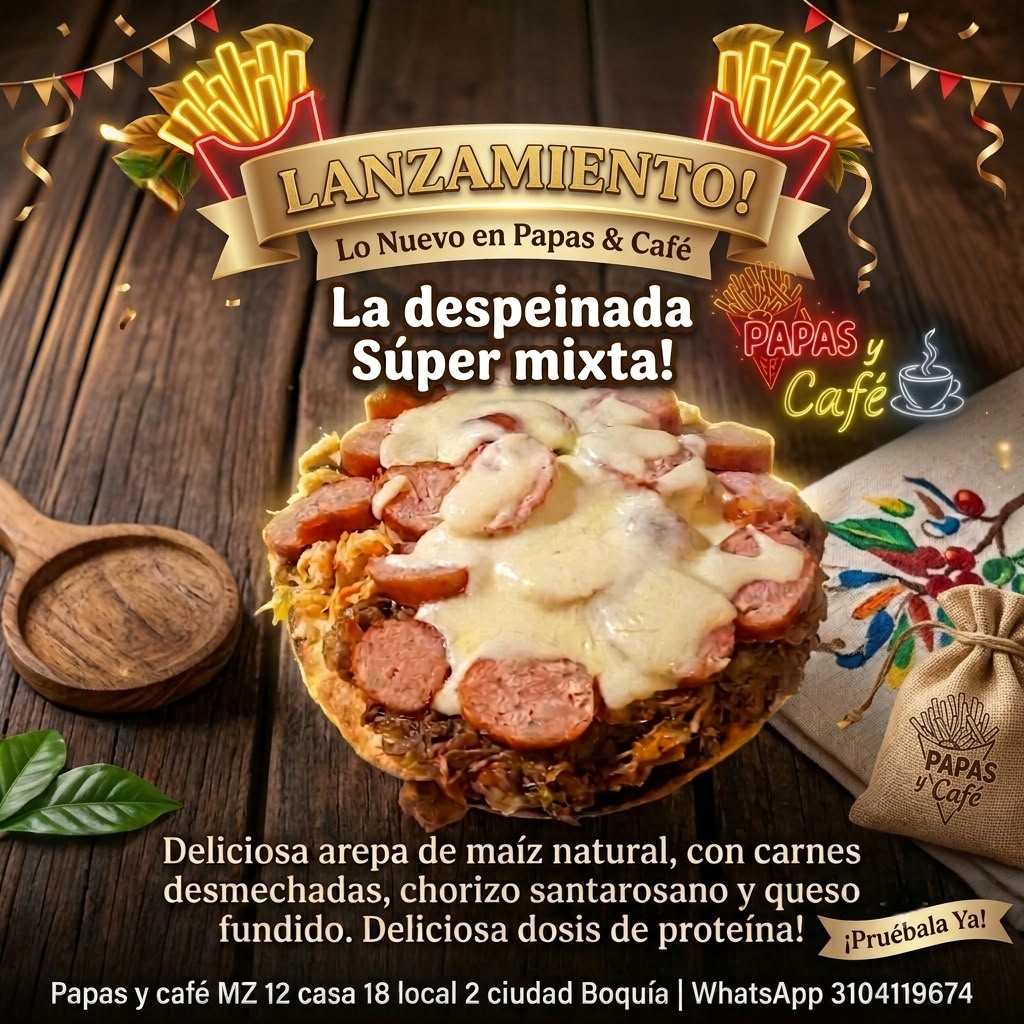 LANZAMIENTO!
Lo Nuevo en Papas & Café
La despeinada
Súper mixta!
PAPAS y
Café
PAPAS
y Café
Deliciosa arepa de maíz natural, con carnes
desmechadas, chorizo santarosano y queso
fundido. Deliciosa dosis de proteína!
¡Pruébala Ya!
Papas y café MZ 12 casa 18 local 2 ciudad Boquía | WhatsApp 3104119674